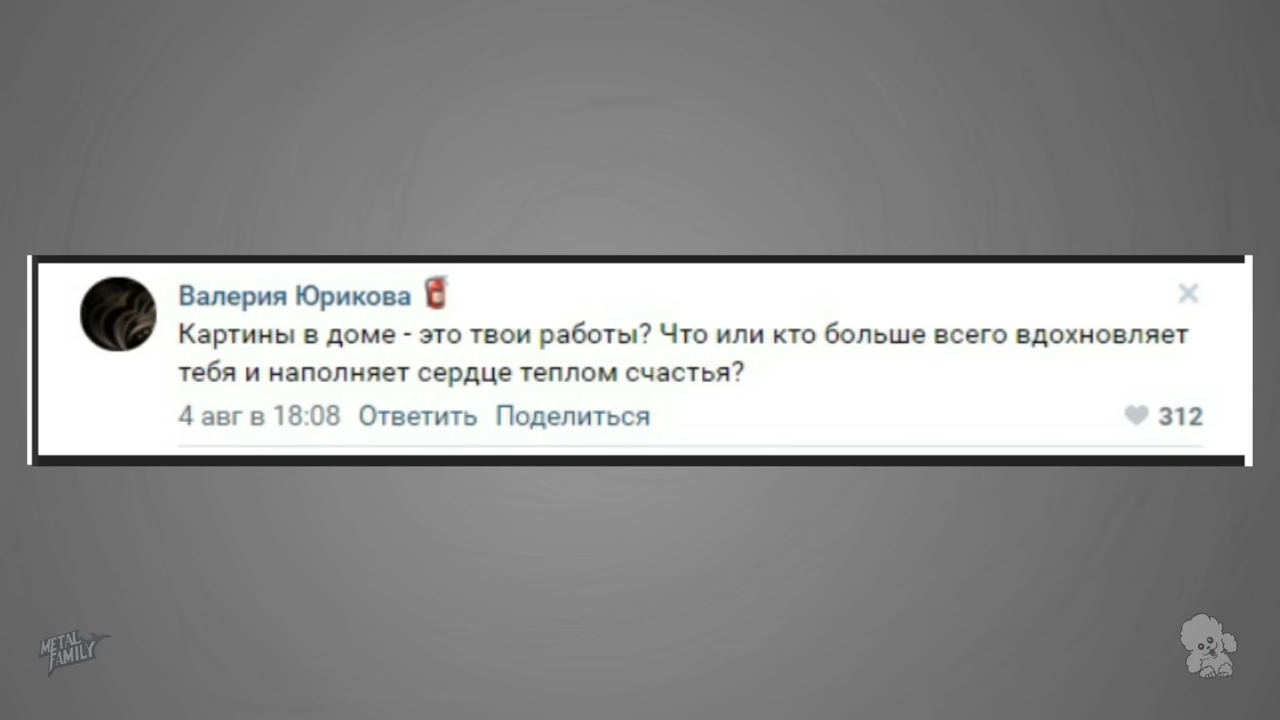 Валерия Юрикова
Картины в доме - это твои работы? Что или кто больше всего вдохновляет
тебя и наполняет сердце теплом счастья?
4 авг в 18:08 Ответить Поделиться 312
METAL
FAMILY